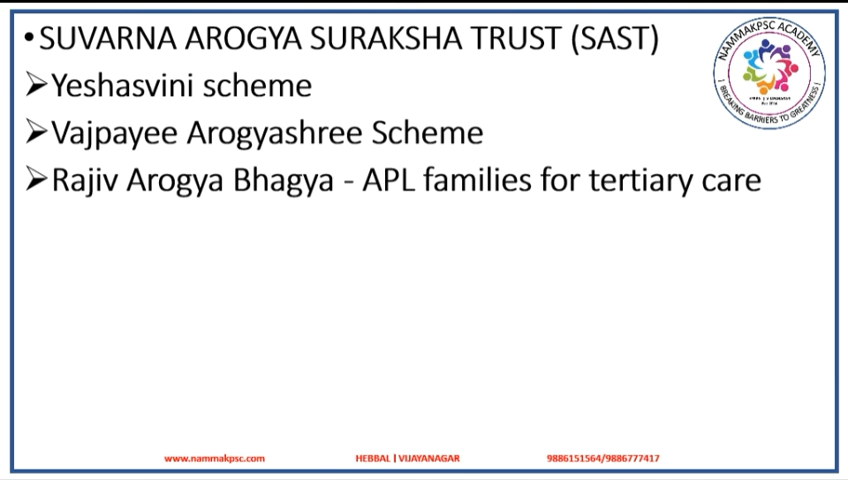 •SUVARNA AROGYA SURAKSHA TRUST (SAST)
➢Yeshasvini scheme
➢Vajpayee Arogyashree Scheme
➢Rajiv Arogya Bhagya - APL families for tertiary care
NAMMAKPSC ACADEMY
! BREAKING BARRIERS TO GREATNESS !
www.nammakpsc.com
HEBBAL | VIJAYANAGAR
9886151564/9886777417